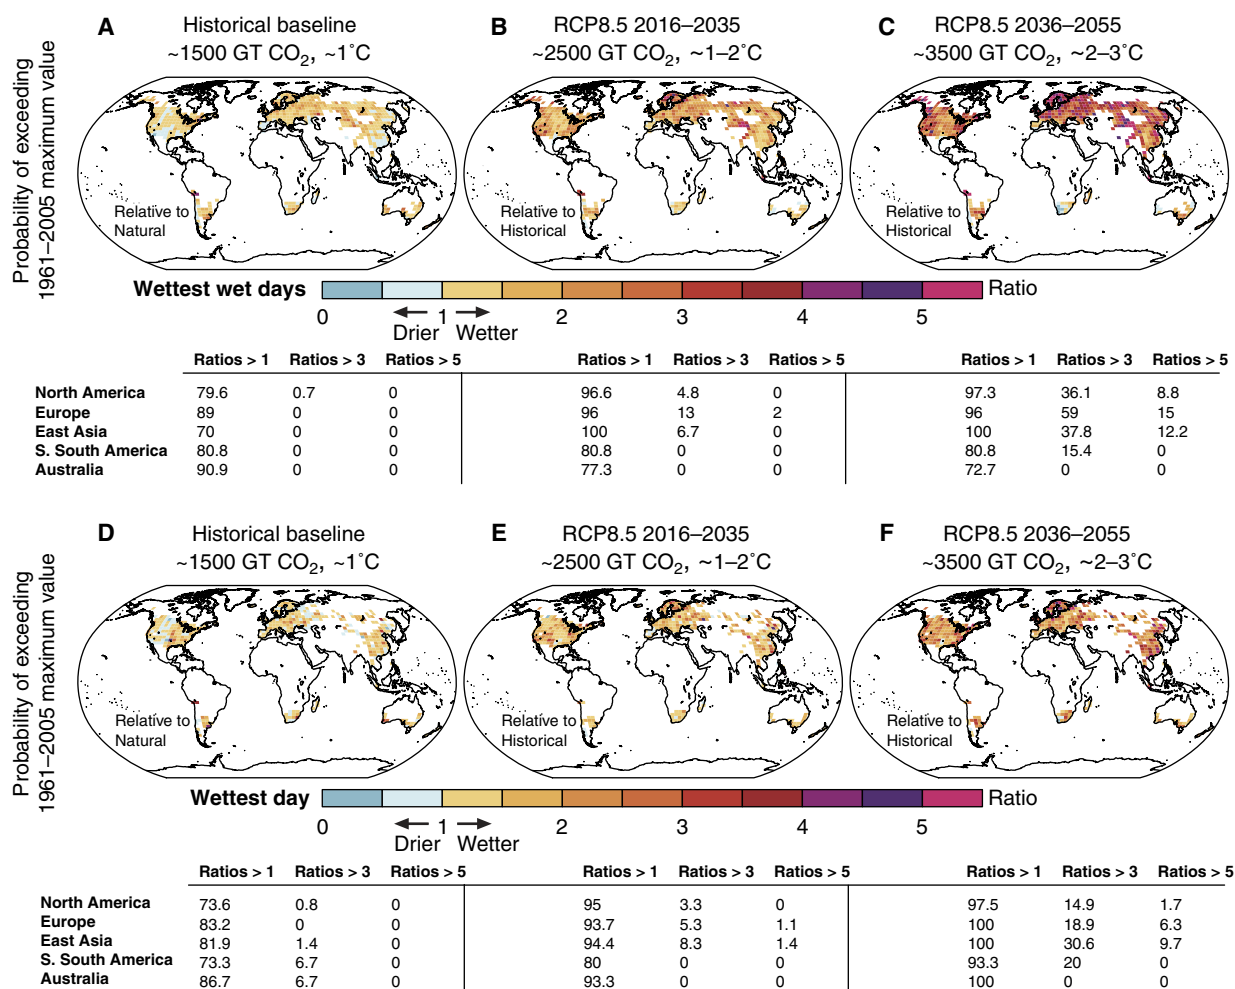 A Historical baseline
~1500 GT CO2, ~1˚C
B RCP8.5 2016–2035
~2500 GT CO2, ~1–2˚C
C RCP8.5 2036–2055
~3500 GT CO2, ~2–3˚C
Probability of exceeding
1961–2005 maximum value
Relative to
Natural
Relative to
Historical
Relative to
Historical
Wettest wet days
Ratio
0 1 2 3 4 5
Drier Wetter
Ratios > 1 Ratios > 3 Ratios > 5 Ratios > 1 Ratios > 3 Ratios > 5 Ratios > 1 Ratios > 3 Ratios > 5
North America 79.6 0.7 0 96.6 4.8 0 97.3 36.1 8.8
Europe 89 0 0 96 13 2 96 59 15
East Asia 70 0 0 100 6.7 0 100 37.8 12.2
S. South America 80.8 0 0 80.8 0 0 80.8 15.4 0
Australia 90.9 0 0 77.3 0 0 72.7 0 0
D Historical baseline
~1500 GT CO2, ~1˚C
E RCP8.5 2016–2035
~2500 GT CO2, ~1–2˚C
F RCP8.5 2036–2055
~3500 GT CO2, ~2–3˚C
Probability of exceeding
1961–2005 maximum value
Relative to
Natural
Relative to
Historical
Relative to
Historical
Wettest day
Ratio
0 1 2 3 4 5
Drier Wetter
Ratios > 1 Ratios > 3 Ratios > 5 Ratios > 1 Ratios > 3 Ratios > 5 Ratios > 1 Ratios > 3 Ratios > 5
North America 73.6 0.8 0 95 3.3 0 97.5 14.9 1.7
Europe 83.2 0 0 93.7 5.3 1.1 100 18.9 6.3
East Asia 81.9 1.4 0 94.4 8.3 1.4 100 30.6 9.7
S. South America 73.3 6.7 0 80 0 0 93.3 20 0
Australia 86.7 6.7 0 93.3 0 0 100 0 0